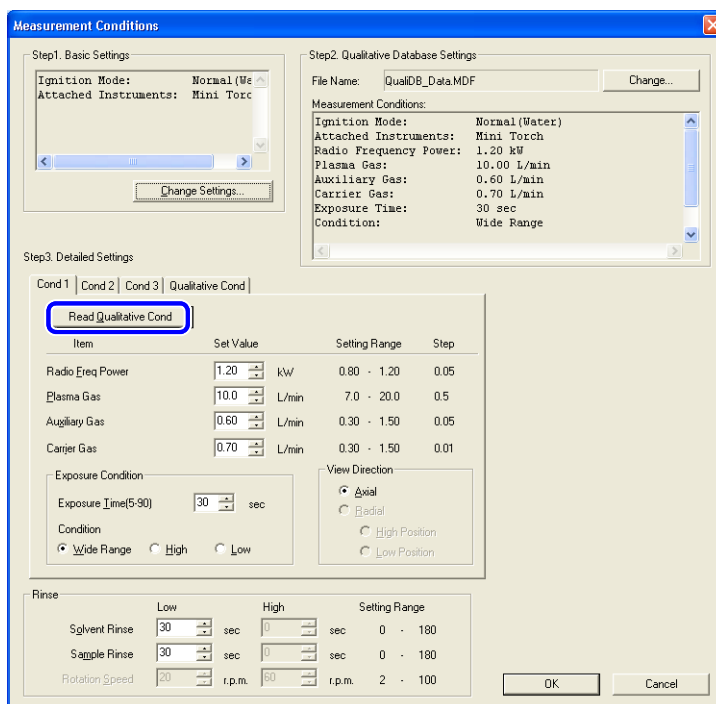 Measurement Conditions
Step1. Basic Settings
Ignition Mode: Normal(Wa
Attached Instruments: Mini Torc
Change Settings...
Step2. Qualitative Database Settings
File Name: QualiDB_Data.MDF Change...
Measurement Conditions:
Ignition Mode: Normal(Water)
Attached Instruments: Mini Torch
Radio Frequency Power: 1.20 kW
Plasma Gas: 10.00 L/min
Auxiliary Gas: 0.60 L/min
Carrier Gas: 0.70 L/min
Exposure Time: 30 sec
Condition: Wide Range
Step3. Detailed Settings
Cond 1 Cond 2 Cond 3 Qualitative Cond
Read Qualitative Cond
Item Set Value Setting Range Step
Radio Freq Power 1.20 kW 0.80 - 1.20 0.05
Plasma Gas 10.0 L/min 7.0 - 20.0 0.5
Auxiliary Gas 0.60 L/min 0.30 - 1.50 0.05
Carrier Gas 0.70 L/min 0.30 - 1.50 0.01
Exposure Condition
Exposure Time(5-90) 30 sec
Condition
Wide Range High Low
View Direction
Axial
Radial
High Position
Low Position
Rinse
Low High Setting Range
Solvent Rinse 30 sec 0 sec 0 - 180
Sample Rinse 30 sec 0 sec 0 - 180
Rotation Speed 20 r.p.m. 60 r.p.m. 2 - 100
OK Cancel